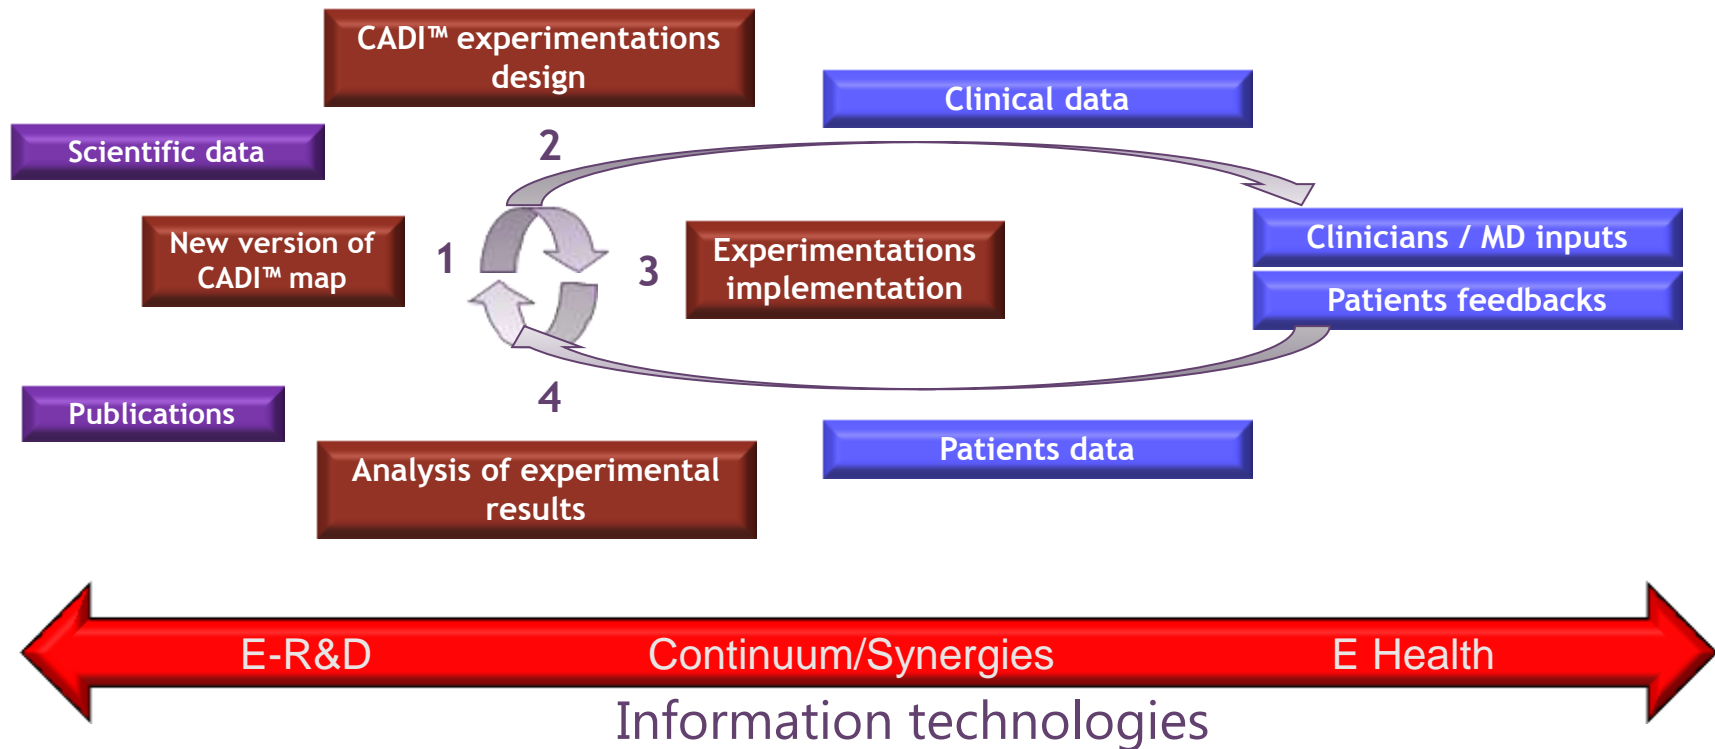 CADI™ experimentations
design
Clinical data
Scientific data
2
New version of
CADI™ map
1
3
Experimentations
implementation
Clinicians / MD inputs
Patients feedbacks
4
Publications
Patients data
Analysis of experimental
results
E-R&D
Continuum/Synergies
E Health
Information technologies